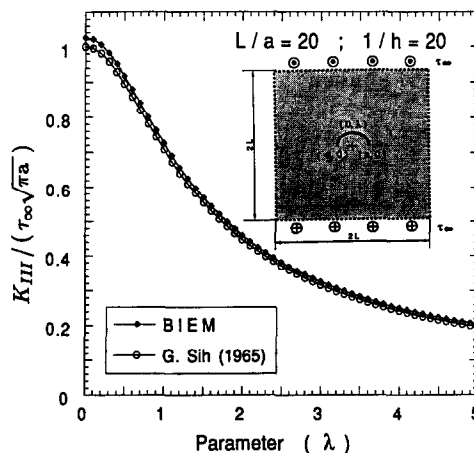 L / a = 20 ; 1 / h = 20
τ∞
2L
(0,λ)
τ∞
2L
K_III / ( τ∞ √πa )
1
0.8
0.6
0.4
0.2
0
BIEM
G. Sih (1965)
0 1 2 3 4 5
Parameter ( λ )